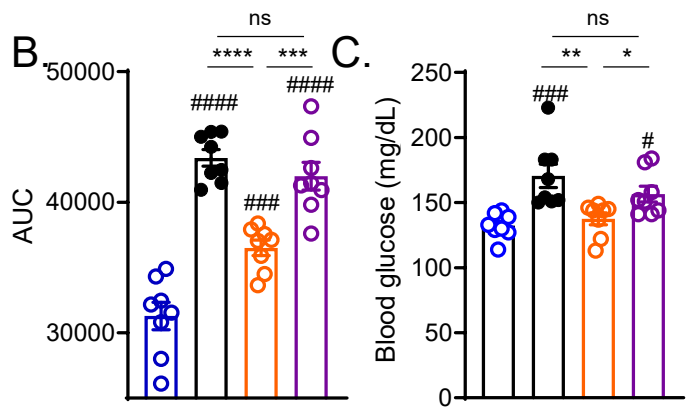 B.
ns
**** ***
50000
####
####
###
40000
30000
AUC
C.
ns
** *
250
###
#
200
150
100
50
0
Blood glucose (mg/dL)